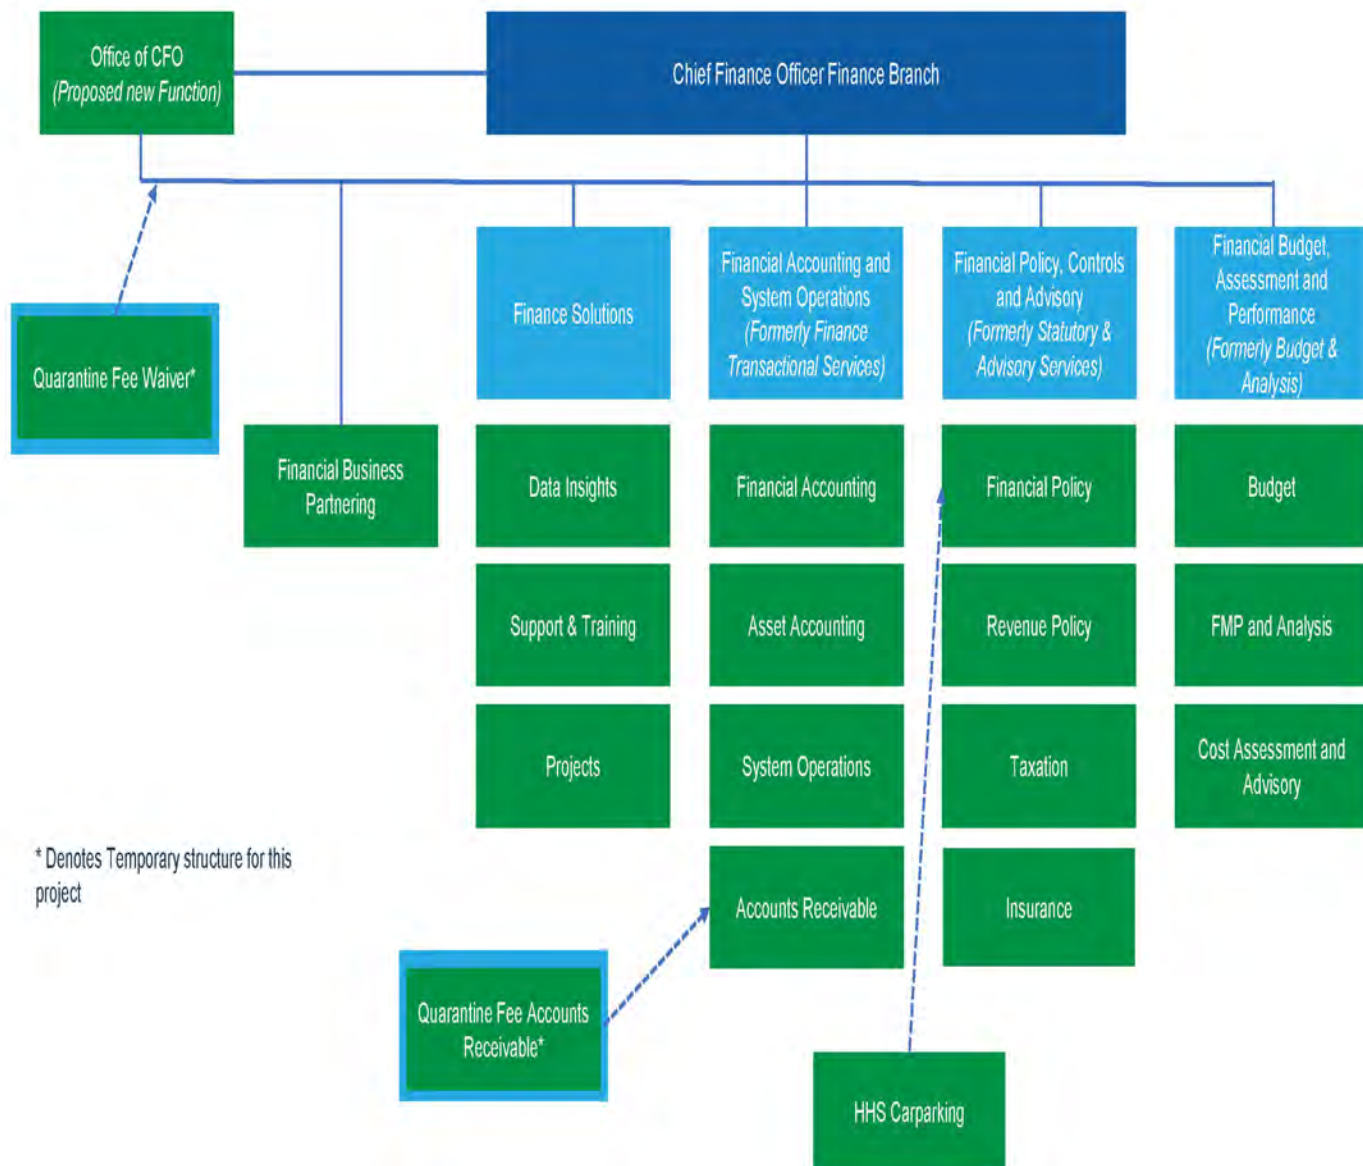 Office of CFO
(Proposed new Function)
Chief Finance Officer Finance Branch
Quarantine Fee Waiver*
Financial Business
Partnering
Finance Solutions
Data Insights
Support & Training
Projects
Financial Accounting and
System Operations
(Formerly Finance
Transactional Services)
Financial Accounting
Asset Accounting
System Operations
Accounts Receivable
Financial Policy, Controls
and Advisory
(Formerly Statutory &
Advisory Services)
Financial Policy
Revenue Policy
Taxation
Insurance
Financial Budget,
Assessment and
Performance
(Formerly Budget &
Analysis)
Budget
FMP and Analysis
Cost Assessment and
Advisory
* Denotes Temporary structure for this
project
Quarantine Fee Accounts
Receivable*
HHS Carparking